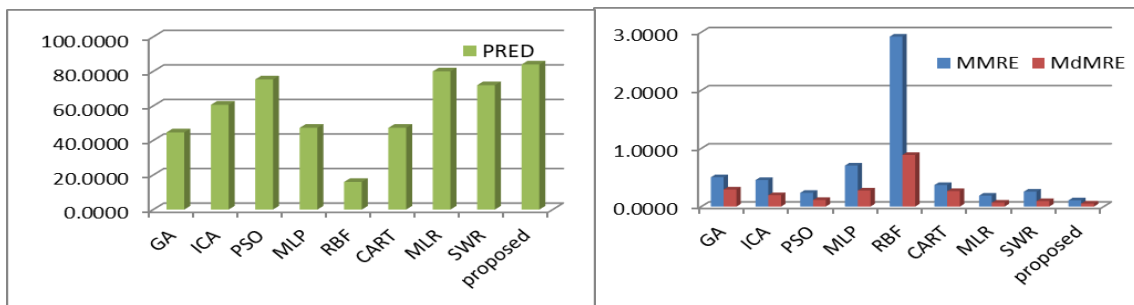 100.0000
80.0000
60.0000
40.0000
20.0000
0.0000
PRED
GA
ICA
PSO
MLP
RBF
CART
MLR
SWR
proposed
3.0000
2.0000
1.0000
0.0000
MMRE MdMRE
GA
ICA
PSO
MLP
RBF
CART
MLR
SWR
proposed